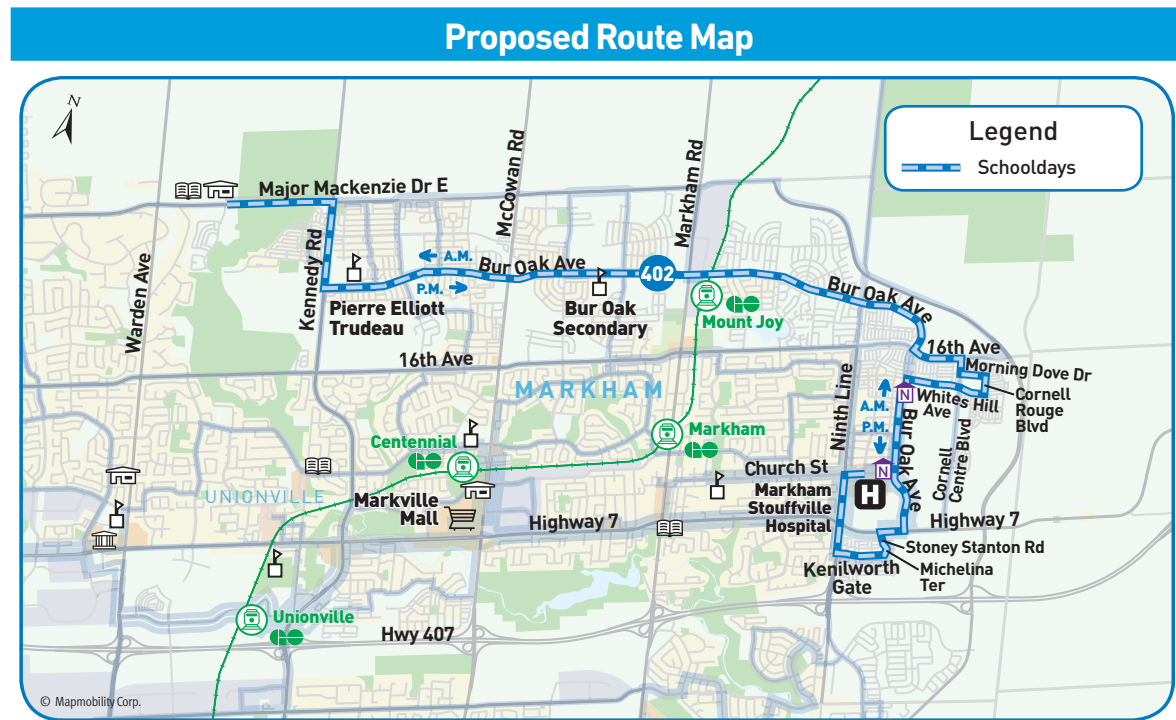 Proposed Route Map
N
Legend
Schooldays
Major Mackenzie Dr E
McCowan Rd
Markham Rd
Kennedy Rd
Warden Ave
A.M.
Bur Oak Ave
P.M.
402
Pierre Elliott
Trudeau
Bur Oak
Secondary
Mount Joy
GO
Bur Oak Ave
16th Ave
16th Ave
Morning Dove Dr
MARKHAM
Ninth Line
A.M.
P.M.
N
Whites Hill
Ave
Cornell
Rouge
Blvd
Bur Oak Ave
Cornell
Centre Blvd
Centennial
GO
Markham
GO
Church St
N
H
Markham
Stouffville
Hospital
UNIONVILLE
Markville
Mall
Highway 7
Highway 7
Stoney Stanton Rd
Michelina
Ter
Kenilworth
Gate
Unionville
GO
Hwy 407
© Mapmobility Corp.